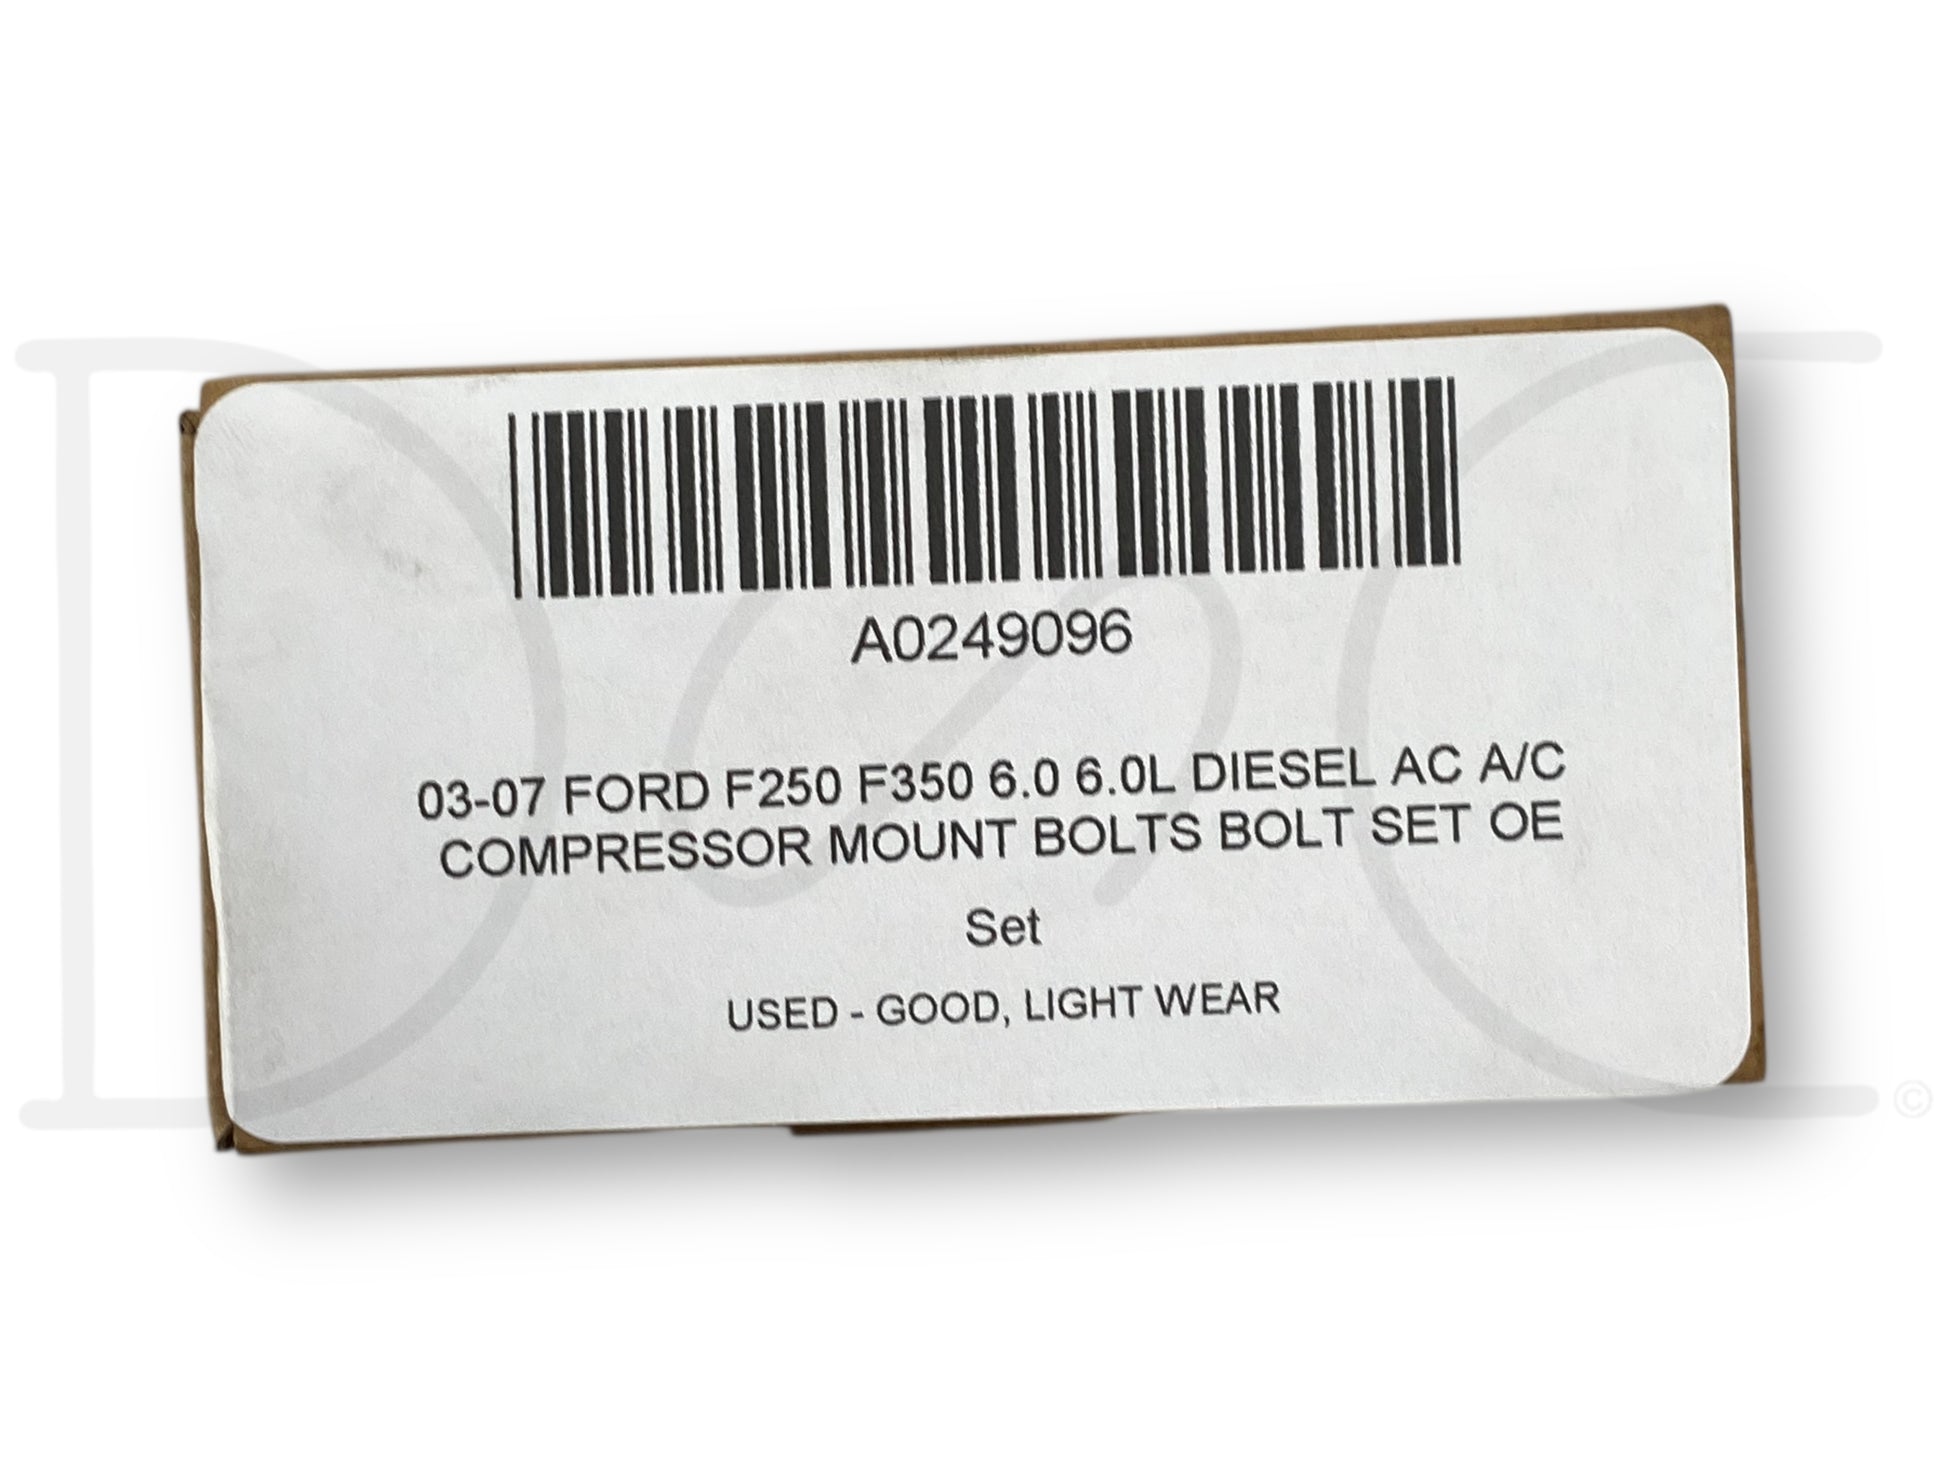 A0249096
03-07 FORD F250 F350 6.0 6.0L DIESEL AC A/C
COMPRESSOR MOUNT BOLTS BOLT SET OE
Set
USED - GOOD, LIGHT WEAR
©